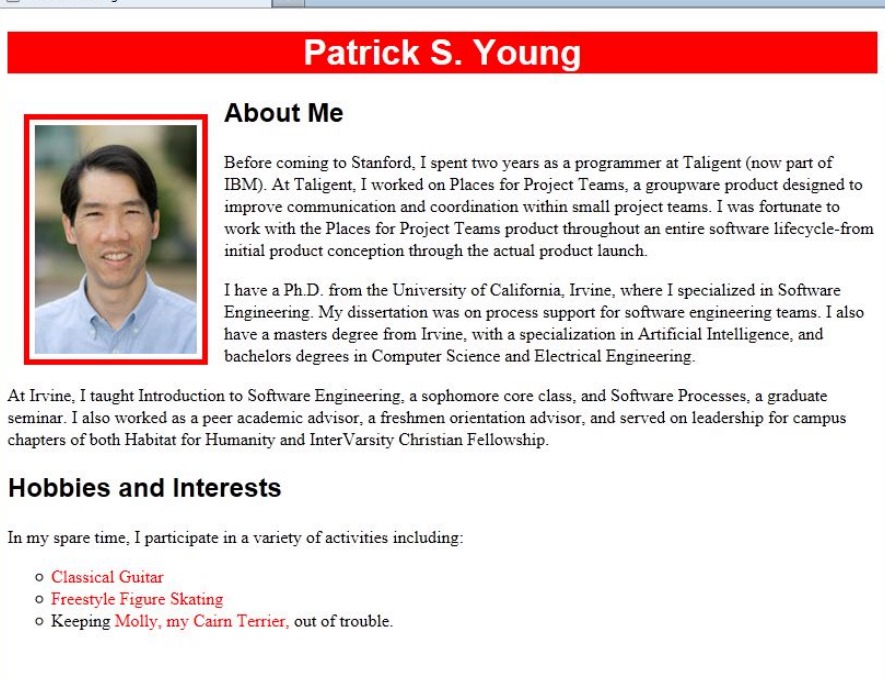 Patrick S. Young
About Me
Before coming to Stanford, I spent two years as a programmer at Taligent (now part of
IBM). At Taligent, I worked on Places for Project Teams, a groupware product designed to
improve communication and coordination within small project teams. I was fortunate to
work with the Places for Project Teams product throughout an entire software lifecycle-from
initial product conception through the actual product launch.
I have a Ph.D. from the University of California, Irvine, where I specialized in Software
Engineering. My dissertation was on process support for software engineering teams. I also
have a masters degree from Irvine, with a specialization in Artificial Intelligence, and
bachelors degrees in Computer Science and Electrical Engineering.
At Irvine, I taught Introduction to Software Engineering, a sophomore core class, and Software Processes, a graduate
seminar. I also worked as a peer academic advisor, a freshmen orientation advisor, and served on leadership for campus
chapters of both Habitat for Humanity and InterVarsity Christian Fellowship.
Hobbies and Interests
In my spare time, I participate in a variety of activities including:
Classical Guitar
Freestyle Figure Skating
Keeping Molly, my Cairn Terrier, out of trouble.